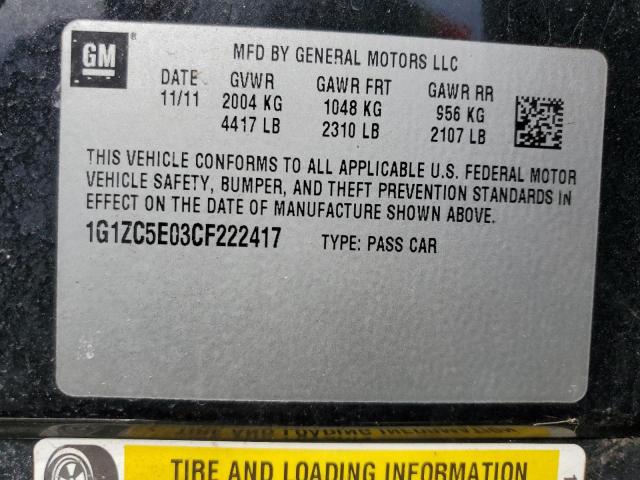 GM ®
MFD BY GENERAL MOTORS LLC
DATE GVWR GAWR FRT GAWR RR
11/11 2004 KG 1048 KG 956 KG
4417 LB 2310 LB 2107 LB
THIS VEHICLE CONFORMS TO ALL APPLICABLE U.S. FEDERAL MOTOR
VEHICLE SAFETY, BUMPER, AND THEFT PREVENTION STANDARDS IN
EFFECT ON THE DATE OF MANUFACTURE SHOWN ABOVE.
1G1ZC5E03CF222417 TYPE: PASS CAR
TIRE AND LOADING INFORMATION